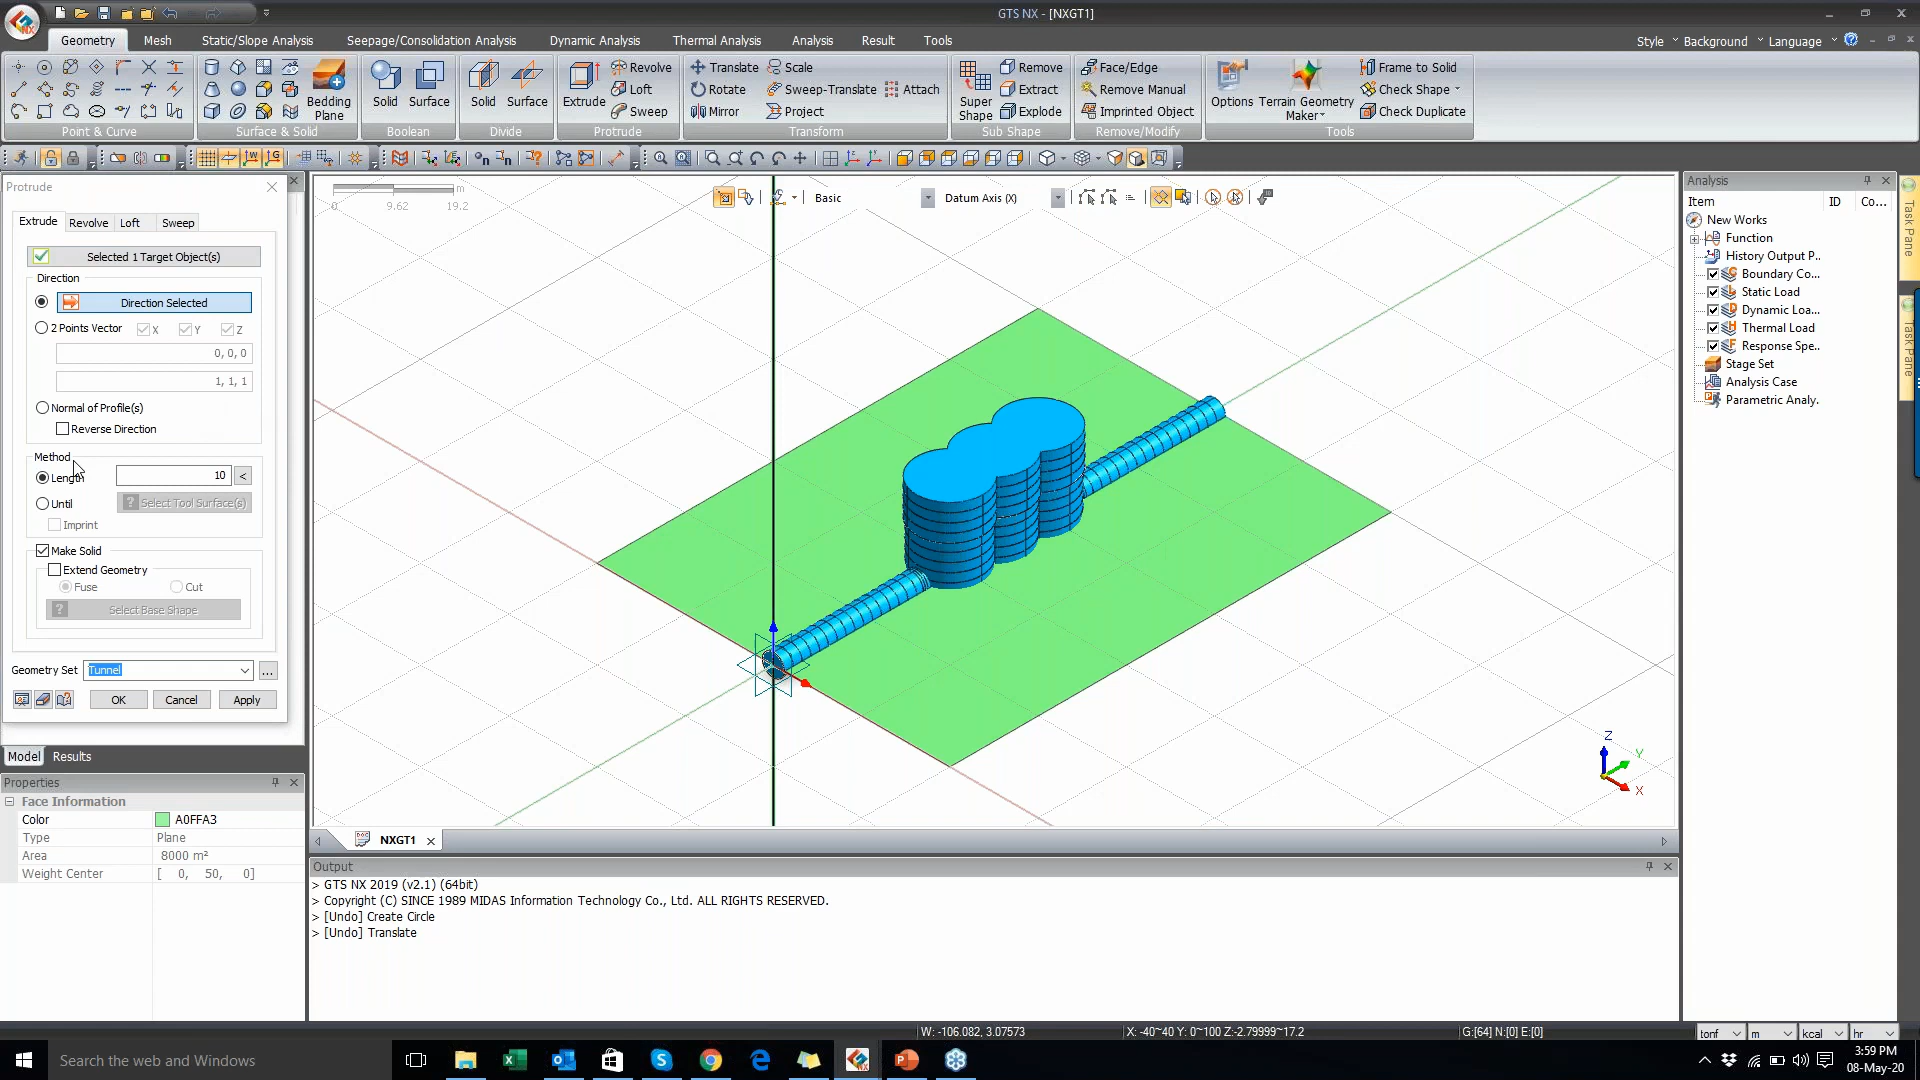 GTS NX - [NXGT1]
Geometry Mesh Static/Slope Analysis Seepage/Consolidation Analysis Dynamic Analysis Thermal Analysis Analysis Result Tools
Style Background Language
Point & Curve
Bedding Plane
Surface & Solid
Solid Surface
Boolean
Solid Surface
Divide
Extrude Revolve Loft Sweep
Protrude
Translate Scale
Rotate Sweep-Translate Attach
Mirror Project
Transform
Super Shape Remove Extract Explode
Sub Shape
Face/Edge
Remove Manual
Imprinted Object
Remove/Modify
Options Terrain Geometry Maker
Frame to Solid
Check Shape
Check Duplicate
Tools
Protrude
Extrude Revolve Loft Sweep
Selected 1 Target Object(s)
Direction
Direction Selected
2 Points Vector X Y Z
0, 0, 0
1, 1, 1
Normal of Profile(s)
Reverse Direction
Method
Length 10 <
Until ? Select Tool Surface(s)
Imprint
Make Solid
Extend Geometry
Fuse Cut
? Select Base Shape
Geometry Set Tunnel ...
OK Cancel Apply
Model Results
Properties
Face Information
Color A0FFA3
Type Plane
Area 8000 m²
Weight Center [ 0, 50, 0]
m
0 9.62 19.2
Basic Datum Axis (X)
Z
Y
X
NXGT1
Output
> GTS NX 2019 (v2.1) (64bit)
> Copyright (C) SINCE 1989 MIDAS Information Technology Co., Ltd. ALL RIGHTS RESERVED.
> [Undo] Create Circle
> [Undo] Translate
Analysis
Item ID Co...
New Works
Function
History Output P..
Boundary Co...
Static Load
Dynamic Loa...
Thermal Load
Response Spe..
Stage Set
Analysis Case
Parametric Analy.
Task Pane
Task Pane
W: -106.082, 3.07573 X: -40~40 Y: 0~100 Z:-2.79999~17.2 G:[64] N:[0] E:[0]
tonf m kcal hr
Search the web and Windows
3:59 PM
08-May-20